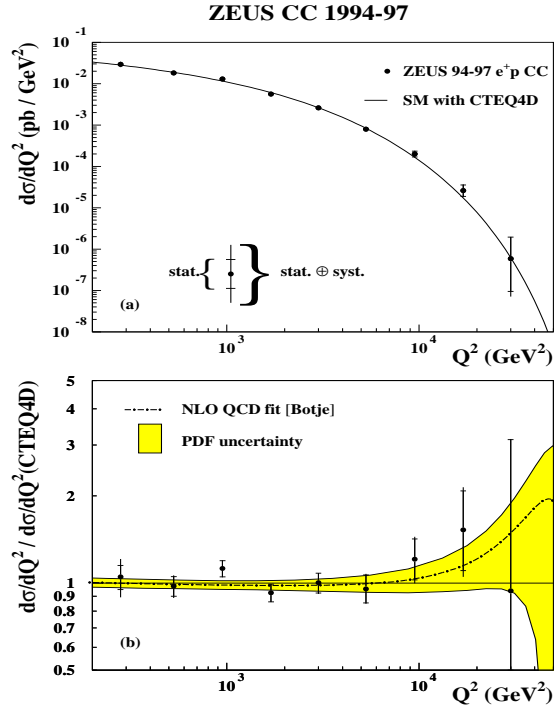 ZEUS CC 1994-97
dσ/dQ² (pb / GeV²)
10⁻¹
10⁻²
10⁻³
10⁻⁴
10⁻⁵
10⁻⁶
10⁻⁷
10⁻⁸
ZEUS 94-97 e⁺p CC
SM with CTEQ4D
stat. { } stat. ⊕ syst.
(a)
10³
10⁴
Q² (GeV²)
dσ/dQ² / dσ/dQ²(CTEQ4D)
5
4
3
2
1
0.9
0.8
0.7
0.6
0.5
NLO QCD fit [Botje]
PDF uncertainty
(b)
10³
10⁴
Q² (GeV²)